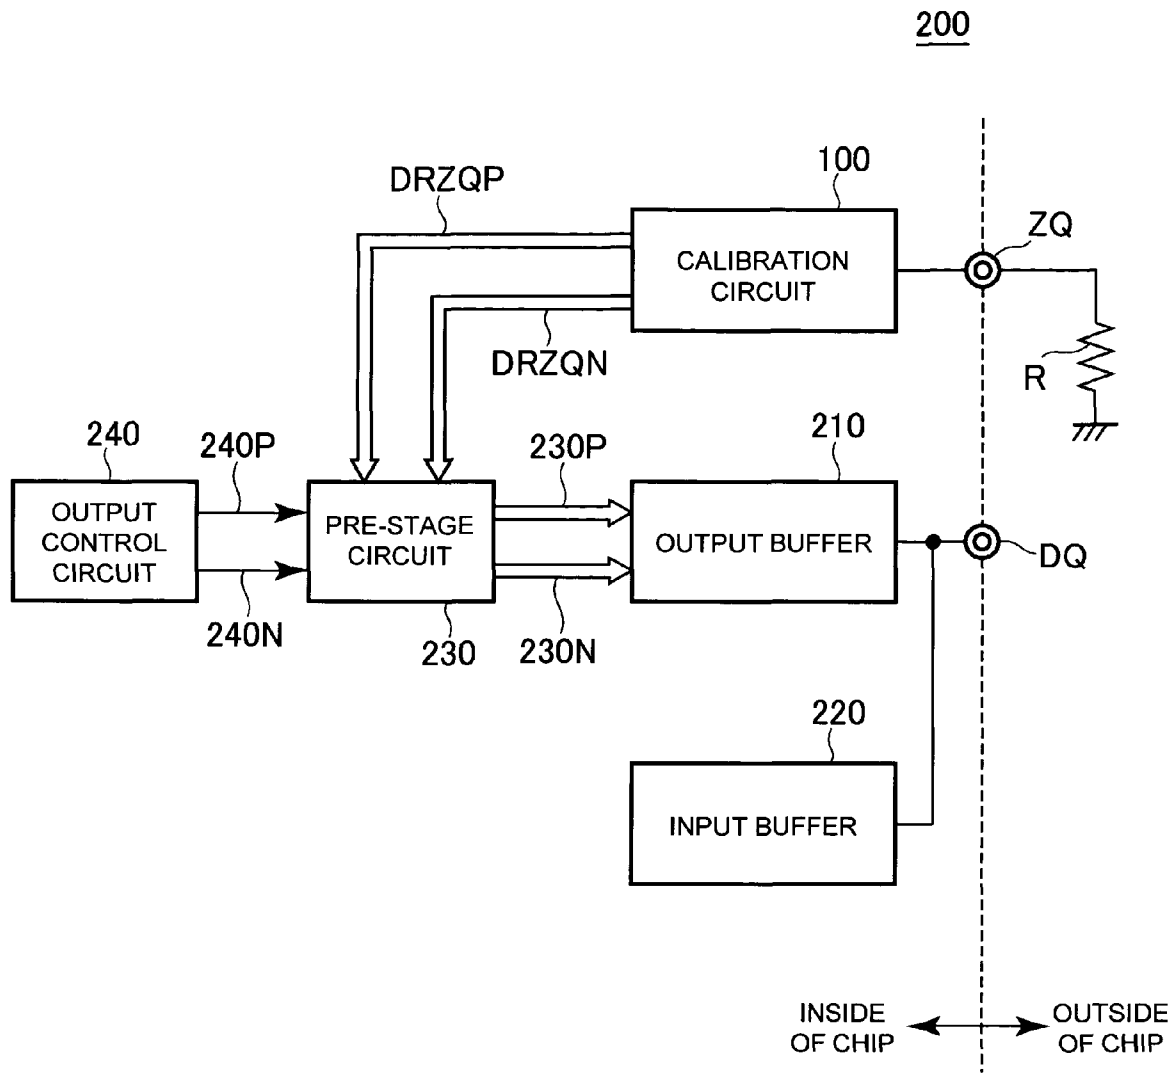 200
DRZQP
100
CALIBRATION
CIRCUIT
ZQ
DRZQN
R
240
240P
230P
210
OUTPUT
CONTROL
CIRCUIT
PRE-STAGE
CIRCUIT
OUTPUT BUFFER
DQ
240N
230
230N
220
INPUT BUFFER
INSIDE
OF CHIP
OUTSIDE
OF CHIP